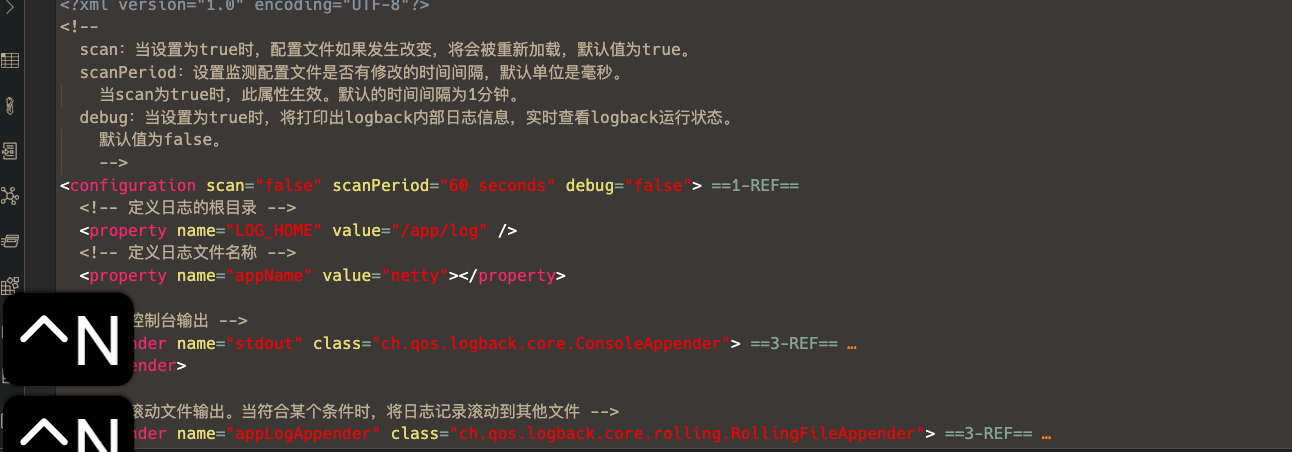 <?xml version="1.0" encoding="UTF-8"?>
<!--
scan：当设置为true时，配置文件如果发生改变，将会被重新加载，默认值为true。
scanPeriod：设置监测配置文件是否有修改的时间间隔，默认单位是毫秒。
当scan为true时，此属性生效。默认的时间间隔为1分钟。
debug：当设置为true时，将打印出logback内部日志信息，实时查看logback运行状态。
默认值为false。
-->
<configuration scan="false" scanPeriod="60 seconds" debug="false"> ==1-REF==
<!-- 定义日志的根目录 -->
<property name="LOG_HOME" value="/app/log" />
<!-- 定义日志文件名称 -->
<property name="appName" value="netty"></property>
控制台输出 -->
nder name="stdout" class="ch.qos.logback.core.ConsoleAppender"> ==3-REF== …
ender>
滚动文件输出。当符合某个条件时，将日志记录滚动到其他文件 -->
nder name="appLogAppender" class="ch.qos.logback.core.rolling.RollingFileAppender"> ==3-REF== …
^N
^N